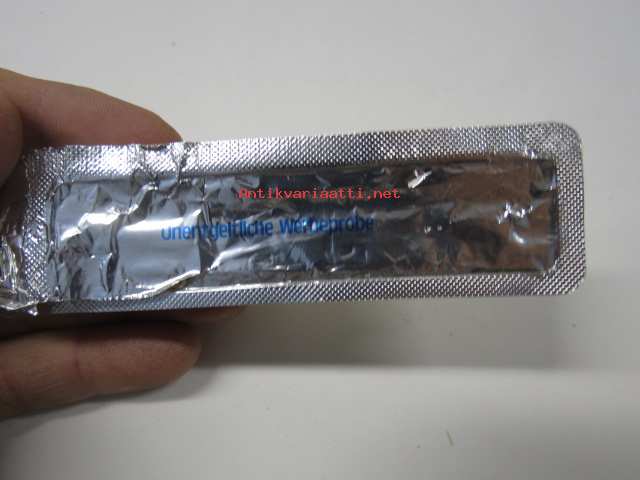 Antikvariaatti.net
unentgeltliche Werbeprobe